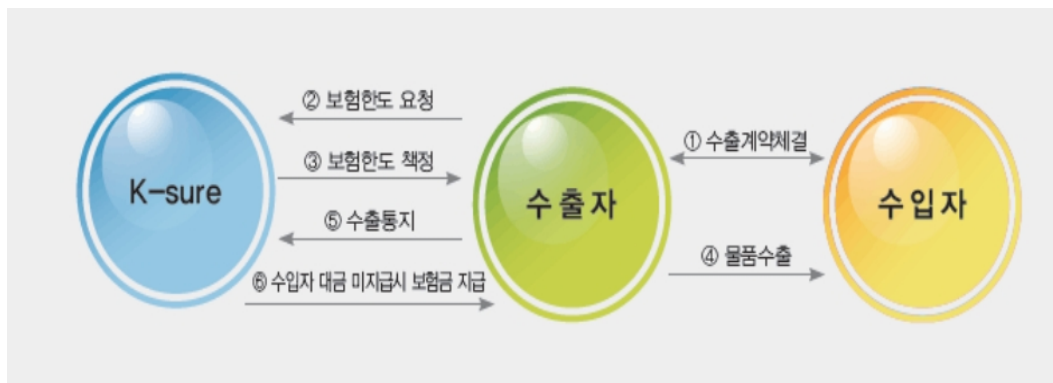 ② 보험한도 요청
① 수출계약체결
③ 보험한도 책정
K-sure
수출자
수입자
⑤ 수출통지
④ 물품수출
⑥ 수입자 대금 미지급시 보험금 지급